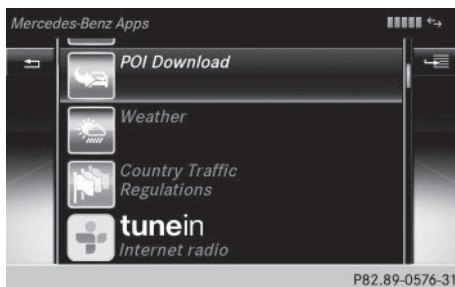 Mercedes-Benz Apps
POI Download
Weather
Country Traffic
Regulations
tunein
Internet radio
P82.89-0576-31